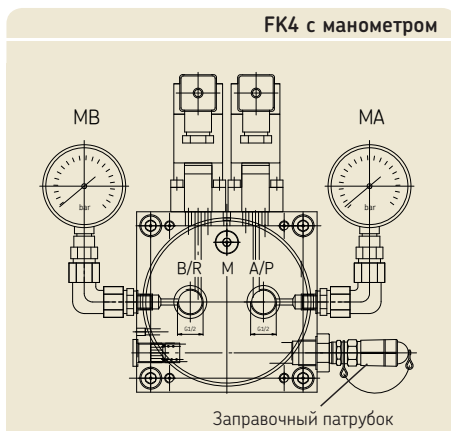 FK4 с манометром
MB
MA
bar
bar
B/R
M
A/P
G1/2
G1/2
Заправочный патрубок